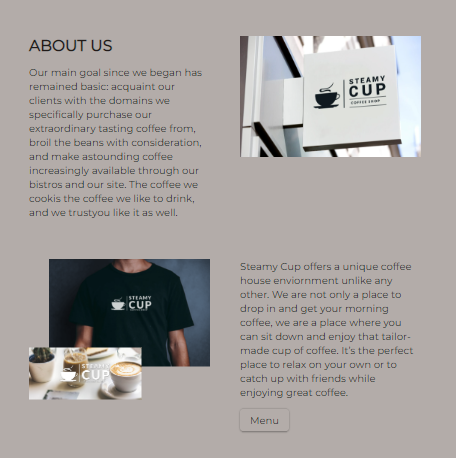 ABOUT US
Our main goal since we began has
remained basic: acquaint our
clients with the domains we
specifically purchase our
extraordinary tasting coffee from,
broil the beans with consideration,
and make astounding coffee
increasingly available through our
bistros and our site. The coffee we
cookis the coffee we like to drink,
and we trustyou like it as well.
STEAMY
CUP
COFFEE SHOP
STEAMY
CUP
STEAMY
CUP
Steamy Cup offers a unique coffee
house enviornment unlike any
other. We are not only a place to
drop in and get your morning
coffee, we are a place where you
can sit down and enjoy that tailor-
made cup of coffee. It's the perfect
place to relax on your own or to
catch up with friends while
enjoying great coffee.
Menu